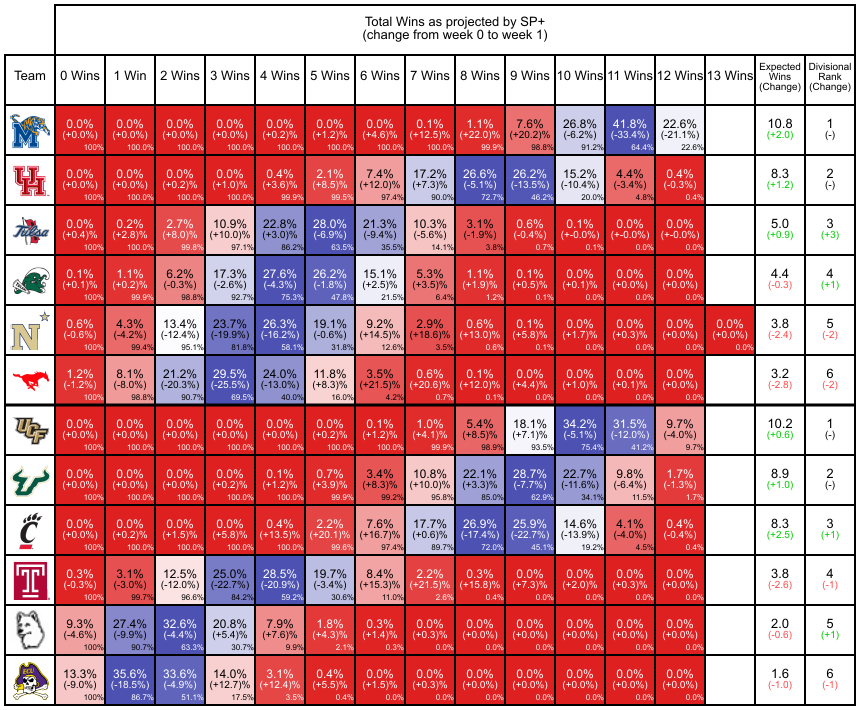 Total Wins as projected by SP+
(change from week 0 to week 1)
Team 0 Wins 1 Win 2 Wins 3 Wins 4 Wins 5 Wins 6 Wins 7 Wins 8 Wins 9 Wins 10 Wins 11 Wins 12 Wins 13 Wins Expected Wins (Change) Divisional Rank (Change)
M
0.0% 0.0% 0.0% 0.0% 0.0% 0.0% 0.0% 0.1% 1.1% 7.6% 26.8% 41.8% 22.6% 10.8 1
(+0.0%) (+0.0%) (+0.0%) (+0.0%) (+0.2%) (+1.2%) (+4.6%) (+12.5)% (+22.0)% (+20.2)% (-6.2)% (-33.4)% (-21.1)% (+2.0) (-)
100% 100.0% 100.0% 100.0% 100.0% 100.0% 100.0% 100.0% 99.9% 98.8% 91.2% 64.4% 22.6%
UH
0.0% 0.0% 0.0% 0.0% 0.4% 2.1% 7.4% 17.2% 26.6% 26.2% 15.2% 4.4% 0.4% 8.3 2
(+0.0%) (+0.0%) (+0.2)% (+1.0)% (+3.6)% (+8.5)% (+12.0)% (+7.3)% (-5.1)% (-13.5)% (-10.4)% (-3.4)% (-0.3)% (+1.2) (-)
100% 100.0% 100.0% 100.0% 99.9% 99.5% 97.4% 90.0% 72.7% 46.2% 20.0% 4.8% 0.4%
Tulsa
0.0% 0.2% 2.7% 10.9% 22.8% 28.0% 21.3% 10.3% 3.1% 0.6% 0.1% 0.0% 0.0% 5.0 3
(+0.4)% (+2.8)% (+8.0)% (+10.0)% (+3.0)% (-6.9)% (-9.4)% (-5.6)% (-1.9)% (-0.4)% (-0.0)% (+-0.0)% (+-0.0)% (+0.9) (+3)
100% 100.0% 99.8% 97.1% 86.2% 63.5% 35.5% 14.1% 3.8% 0.7% 0.1% 0.0% 0.0%
0.1% 1.1% 6.2% 17.3% 27.6% 26.2% 15.1% 5.3% 1.1% 0.1% 0.0% 0.0% 0.0% 4.4 4
(+0.1)% (+0.2)% (-0.3)% (-2.6)% (-4.3)% (-1.8)% (+2.5)% (+3.5)% (+1.9)% (+0.5)% (+0.1)% (+0.0)% (+0.0)% (-0.3) (+1)
100% 99.9% 98.8% 92.7% 75.3% 47.8% 21.5% 6.4% 1.2% 0.1% 0.0% 0.0% 0.0%
N
0.6% 4.3% 13.4% 23.7% 26.3% 19.1% 9.2% 2.9% 0.6% 0.1% 0.0% 0.0% 0.0% 0.0% 3.8 5
(-0.6)% (-4.2)% (-12.4)% (-19.9)% (-16.2)% (-0.6)% (+14.5)% (+18.6)% (+13.0)% (+5.8)% (+1.7)% (+0.3)% (+0.0)% (+0.0)% (-2.4) (-2)
100% 99.4% 95.1% 81.8% 58.1% 31.8% 12.6% 3.5% 0.6% 0.1% 0.0% 0.0% 0.0% 0.0%
1.2% 8.1% 21.2% 29.5% 24.0% 11.8% 3.5% 0.6% 0.1% 0.0% 0.0% 0.0% 0.0% 3.2 6
(-1.2)% (-8.0)% (-20.3)% (-25.5)% (-13.0)% (+8.3)% (+21.5)% (+20.6)% (+12.0)% (+4.4)% (+1.0)% (+0.1)% (+0.0)% (-2.8) (-2)
100% 98.8% 90.7% 69.5% 40.0% 16.0% 4.2% 0.7% 0.1% 0.0% 0.0% 0.0% 0.0%
UCF
0.0% 0.0% 0.0% 0.0% 0.0% 0.0% 0.1% 1.0% 5.4% 18.1% 34.2% 31.5% 9.7% 10.2 1
(+0.0%) (+0.0%) (+0.0%) (+0.0%) (+0.0%) (+0.2)% (+1.2)% (+4.1)% (+8.5)% (+7.1)% (-5.1)% (-12.0)% (-4.0)% (+0.6) (-)
100% 100.0% 100.0% 100.0% 100.0% 100.0% 100.0% 99.9% 98.9% 93.5% 75.4% 41.2% 9.7%
0.0% 0.0% 0.0% 0.0% 0.1% 0.7% 3.4% 10.8% 22.1% 28.7% 22.7% 9.8% 1.7% 8.9 2
(+0.0%) (+0.0%) (+0.0%) (+0.2)% (+1.2)% (+3.9)% (+8.3)% (+10.0)% (+3.3)% (-7.7)% (-11.6)% (-6.4)% (-1.3)% (+1.0) (-)
100% 100.0% 100.0% 100.0% 100.0% 99.9% 99.2% 95.8% 85.0% 62.9% 34.1% 11.5% 1.7%
C
0.0% 0.0% 0.0% 0.0% 0.4% 2.2% 7.6% 17.7% 26.9% 25.9% 14.6% 4.1% 0.4% 8.3 3
(+0.0%) (+0.2)% (+1.5)% (+5.8)% (+13.5)% (+20.1)% (+16.7)% (+0.6)% (-17.4)% (-22.7)% (-13.9)% (-4.0)% (-0.4)% (+2.5) (+1)
100% 100.0% 100.0% 100.0% 100.0% 99.6% 97.4% 89.7% 72.0% 45.1% 19.2% 4.5% 0.4%
T
0.3% 3.1% 12.5% 25.0% 28.5% 19.7% 8.4% 2.2% 0.3% 0.0% 0.0% 0.0% 0.0% 3.8 4
(-0.3)% (-3.0)% (-12.0)% (-22.7)% (-20.9)% (-3.4)% (+15.3)% (+21.5)% (+15.8)% (+7.3)% (+2.0)% (+0.3)% (+0.0)% (-2.6) (-1)
100% 99.7% 96.6% 84.2% 59.2% 30.6% 11.0% 2.6% 0.4% 0.0% 0.0% 0.0% 0.0%
9.3% 27.4% 32.6% 20.8% 7.9% 1.8% 0.3% 0.0% 0.0% 0.0% 0.0% 0.0% 0.0% 2.0 5
(-4.6)% (-9.9)% (-4.4)% (+5.4)% (+7.6)% (+4.3)% (+1.4)% (+0.3)% (+0.0)% (+0.0)% (+0.0)% (+0.0)% (+0.0)% (-0.6) (+1)
100% 90.7% 63.3% 30.7% 9.9% 2.1% 0.3% 0.0% 0.0% 0.0% 0.0% 0.0% 0.0%
ECU
13.3% 35.6% 33.6% 14.0% 3.1% 0.4% 0.0% 0.0% 0.0% 0.0% 0.0% 0.0% 0.0% 1.6 6
(-9.0)% (-18.5)% (-4.9)% (+12.7)% (+12.4)% (+5.5)% (+1.5)% (+0.3)% (+0.0)% (+0.0)% (+0.0)% (+0.0)% (+0.0)% (-1.0) (-1)
100% 86.7% 51.1% 17.5% 3.5% 0.4% 0.0% 0.0% 0.0% 0.0% 0.0% 0.0% 0.0%